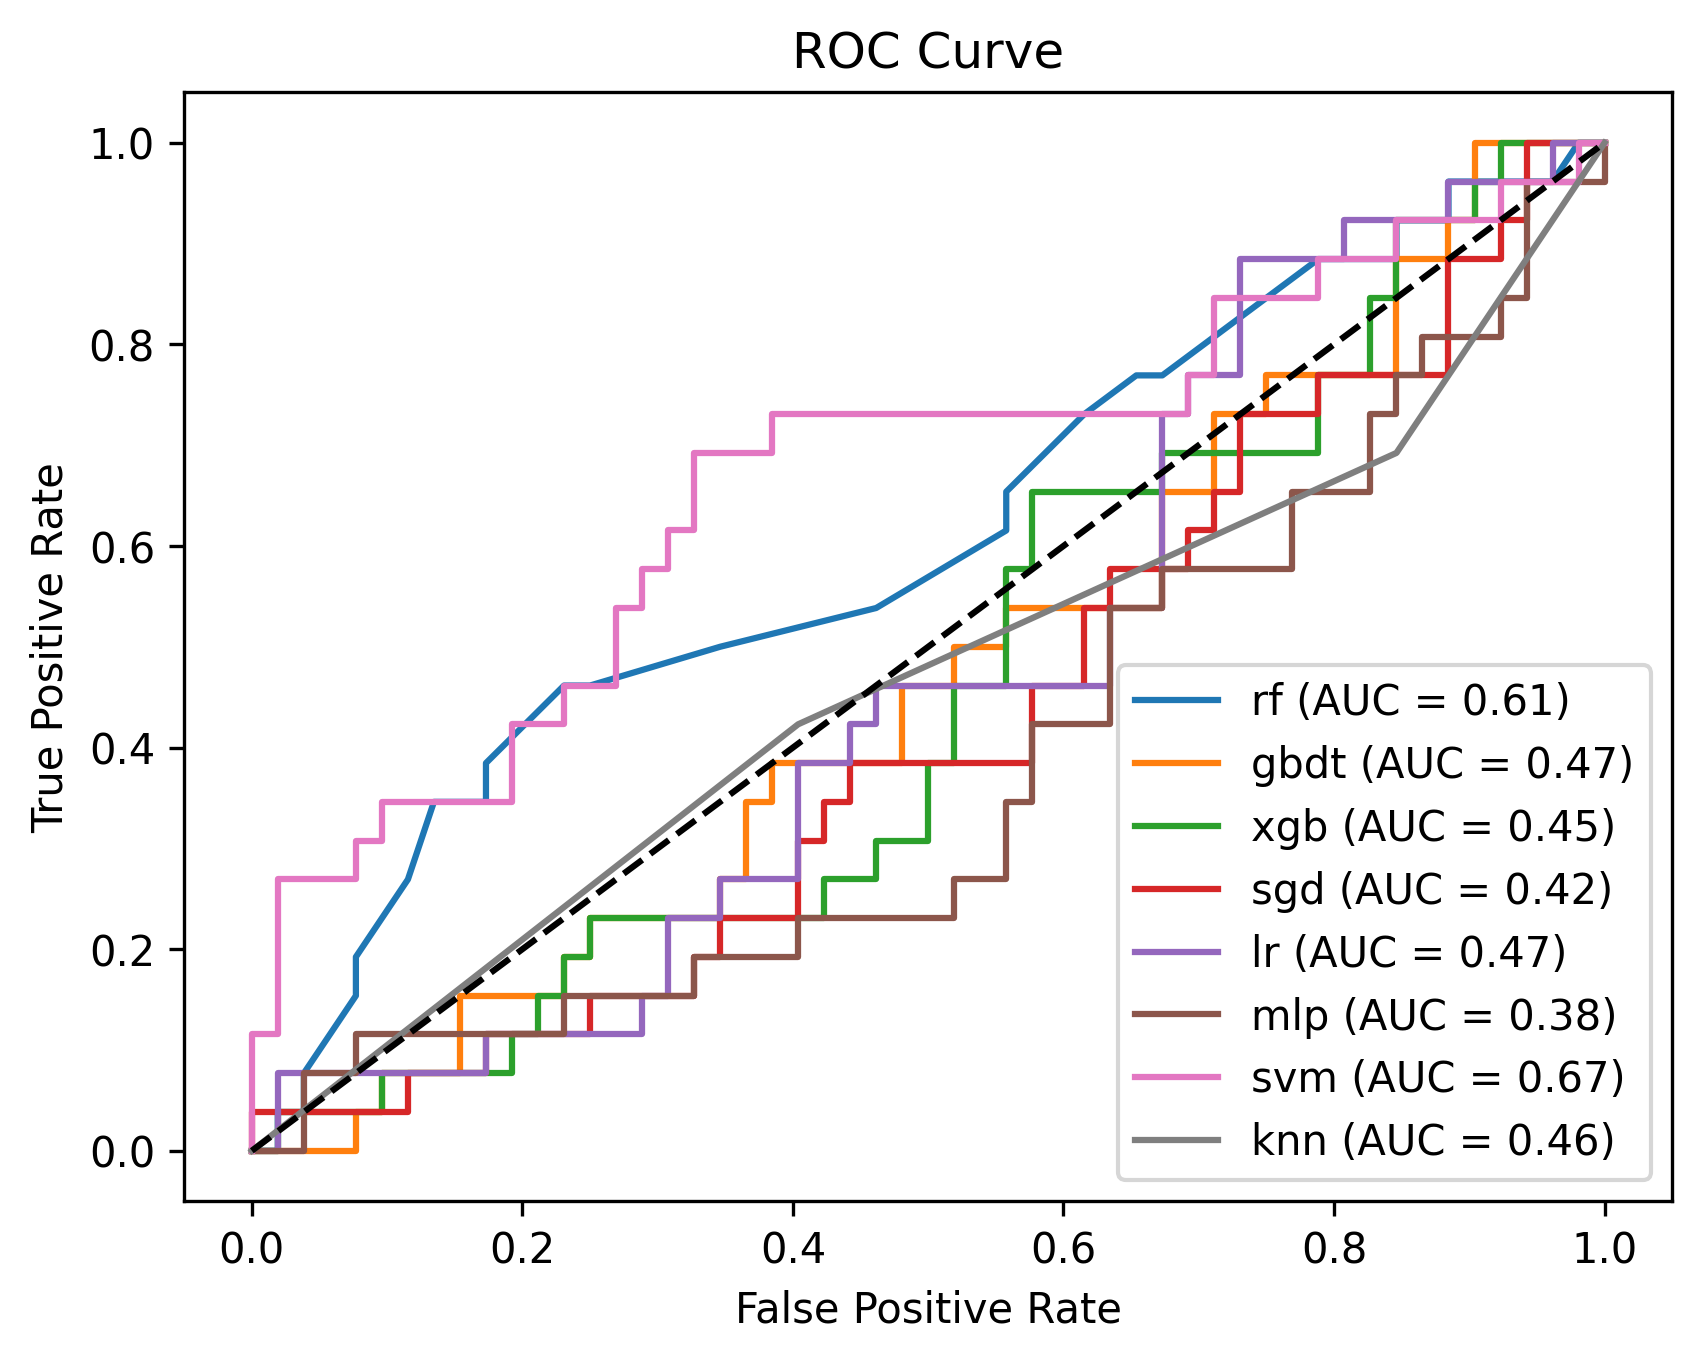 ROC Curve
1.0
0.8
0.6
0.4
0.2
0.0
True Positive Rate
rf (AUC = 0.61)
gbdt (AUC = 0.47)
xgb (AUC = 0.45)
sgd (AUC = 0.42)
lr (AUC = 0.47)
mlp (AUC = 0.38)
svm (AUC = 0.67)
knn (AUC = 0.46)
0.0 0.2 0.4 0.6 0.8 1.0
False Positive Rate